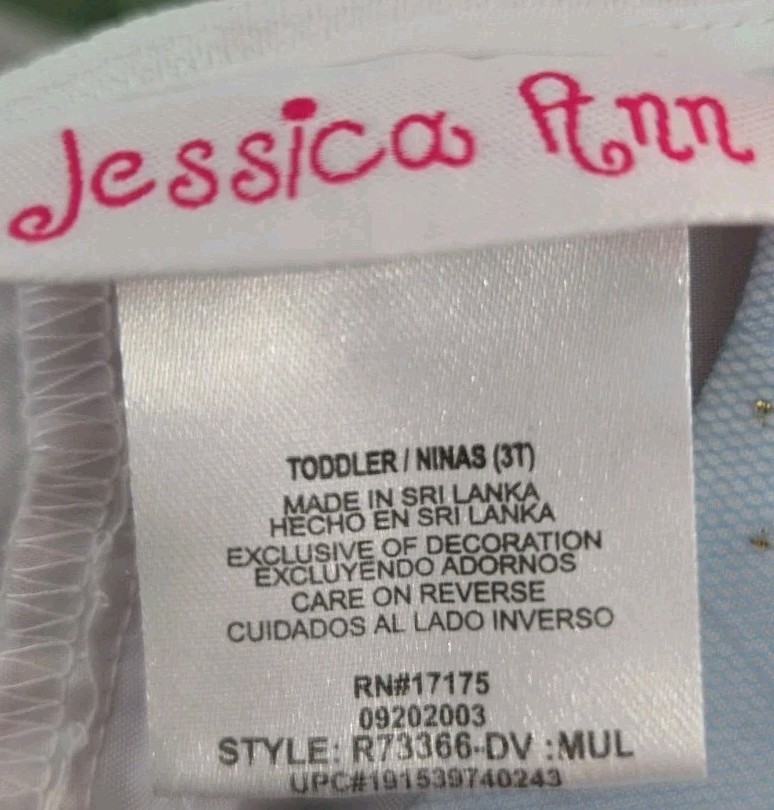 Jessica Ann
TODDLER / NINAS (3T)
MADE IN SRI LANKA
HECHO EN SRI LANKA
EXCLUSIVE OF DECORATION
EXCLUYENDO ADORNOS
CARE ON REVERSE
CUIDADOS AL LADO INVERSO
RN#17175
09202003
STYLE: R73366-DV :MUL
UPC#191539740243